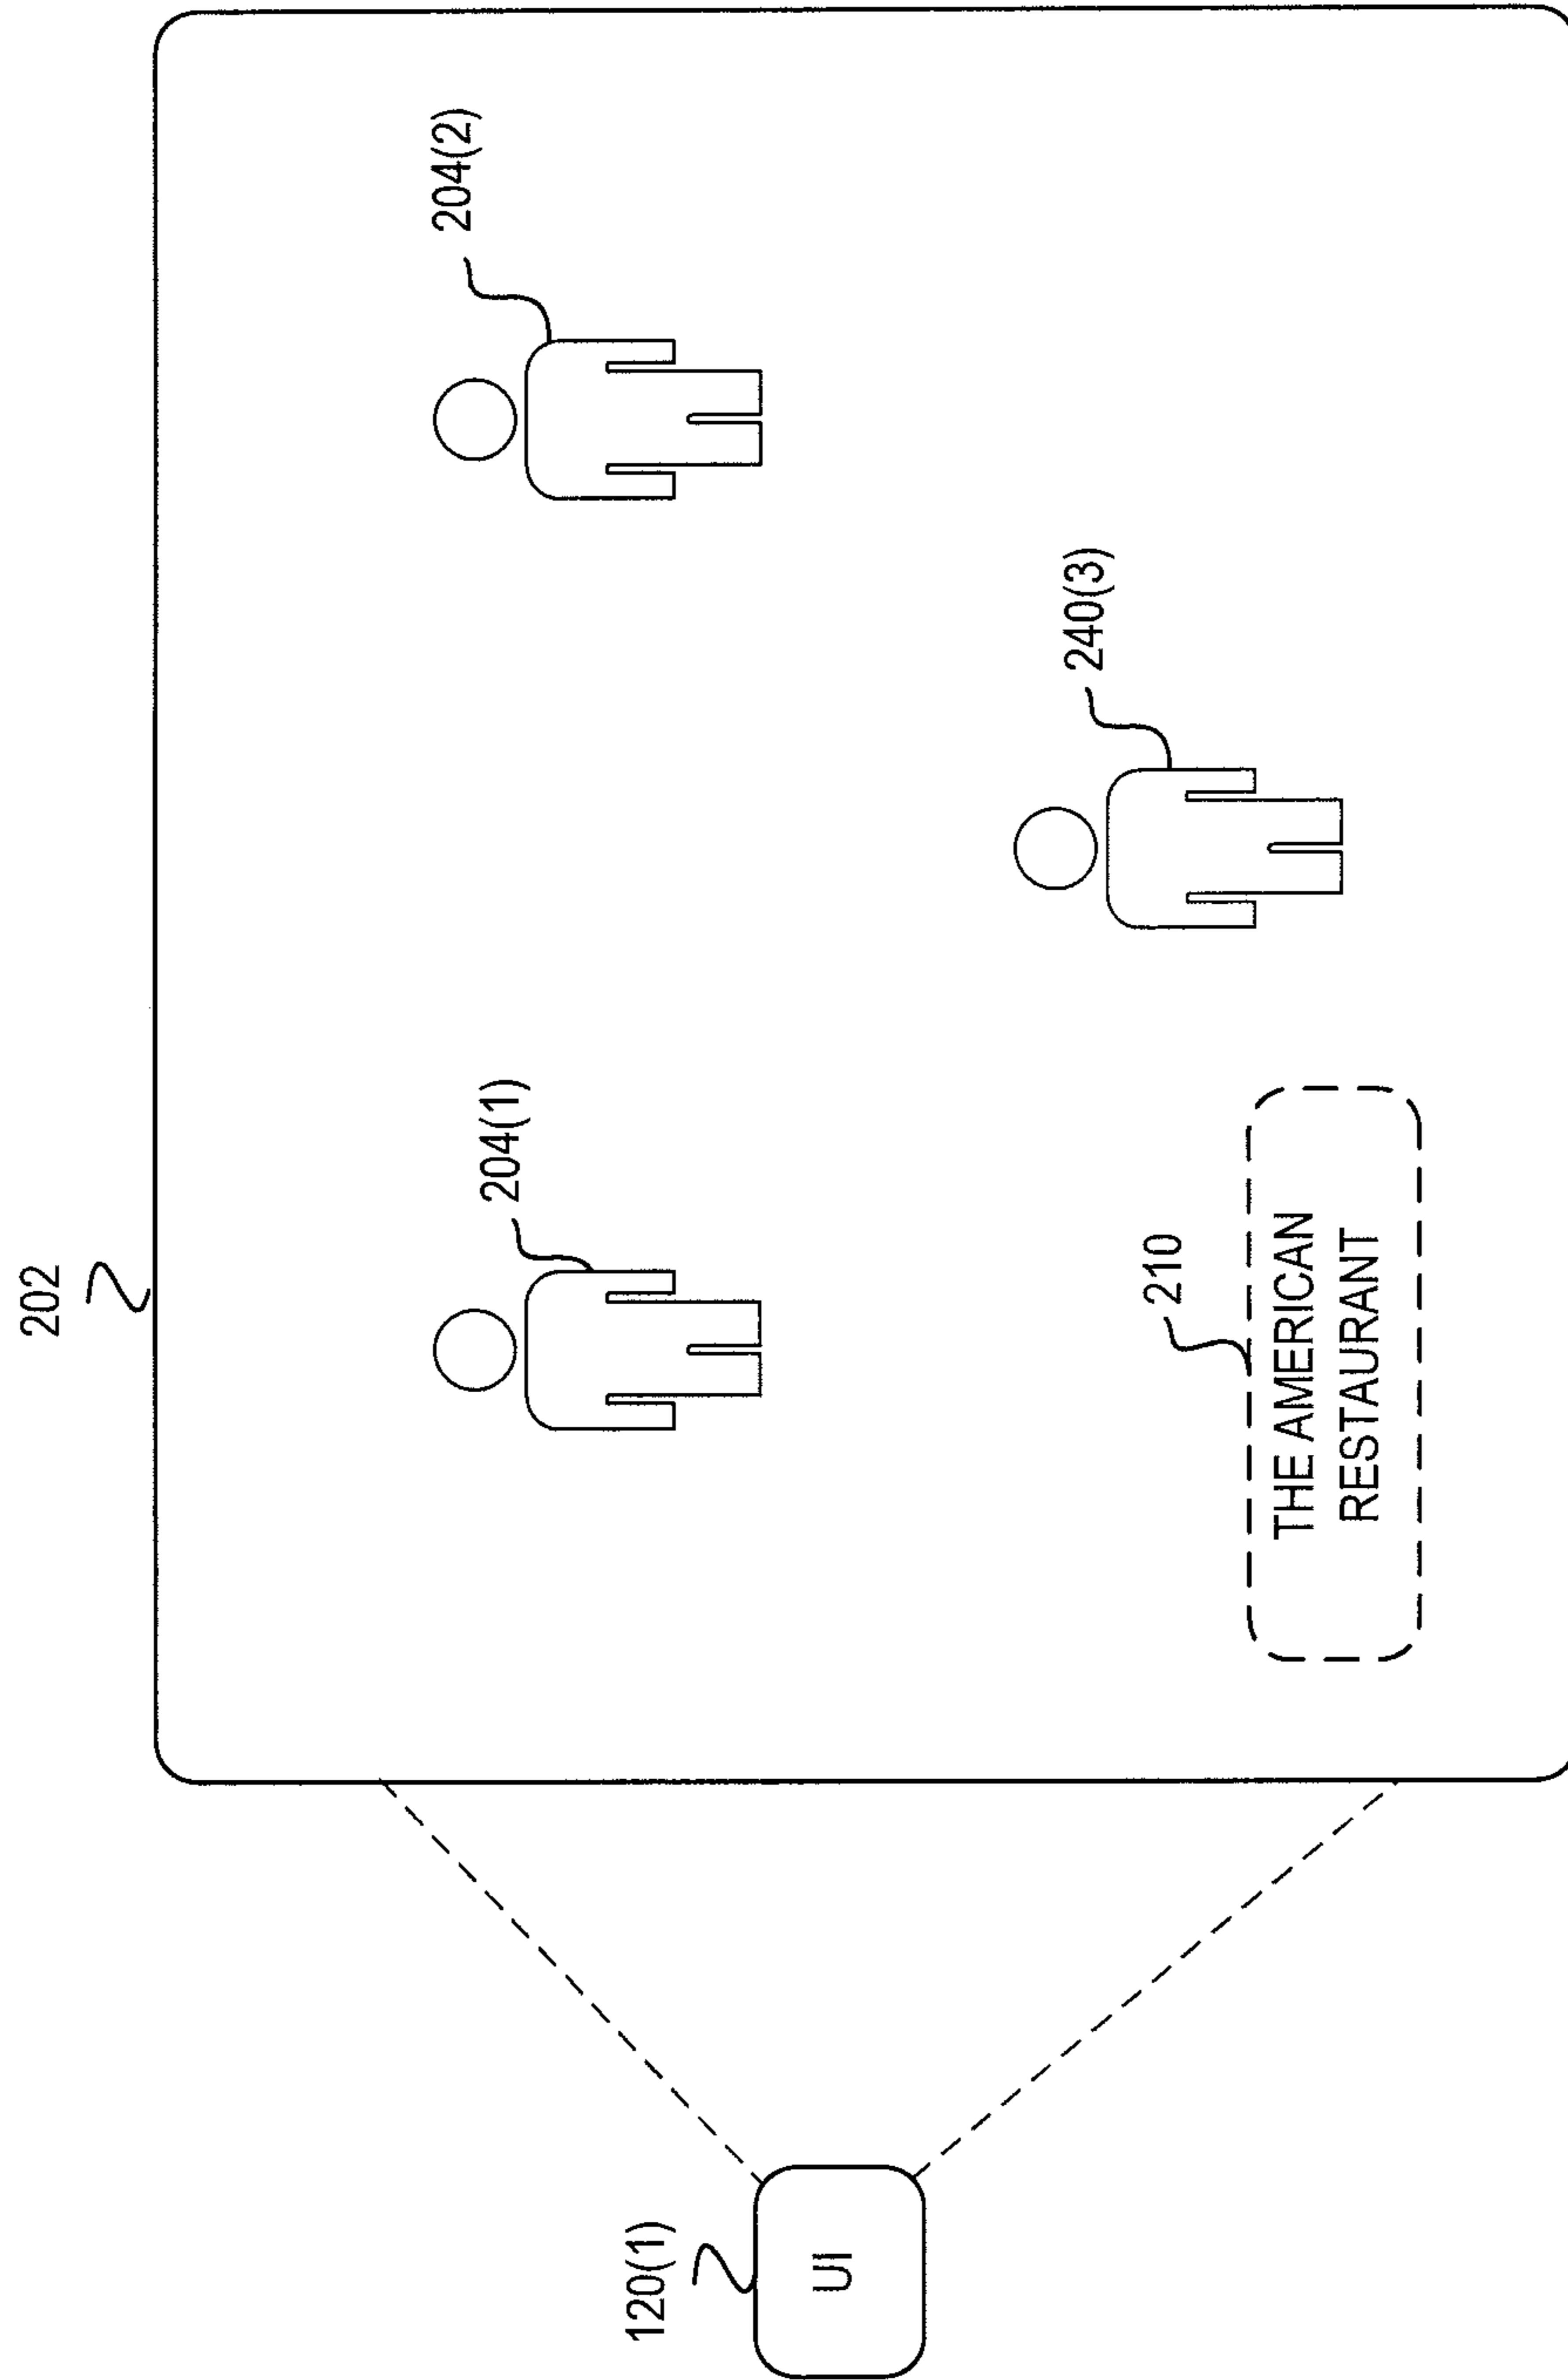 202
204(1)
204(2)
240(3)
210
THE AMERICAN
RESTAURANT
120(1)
UI